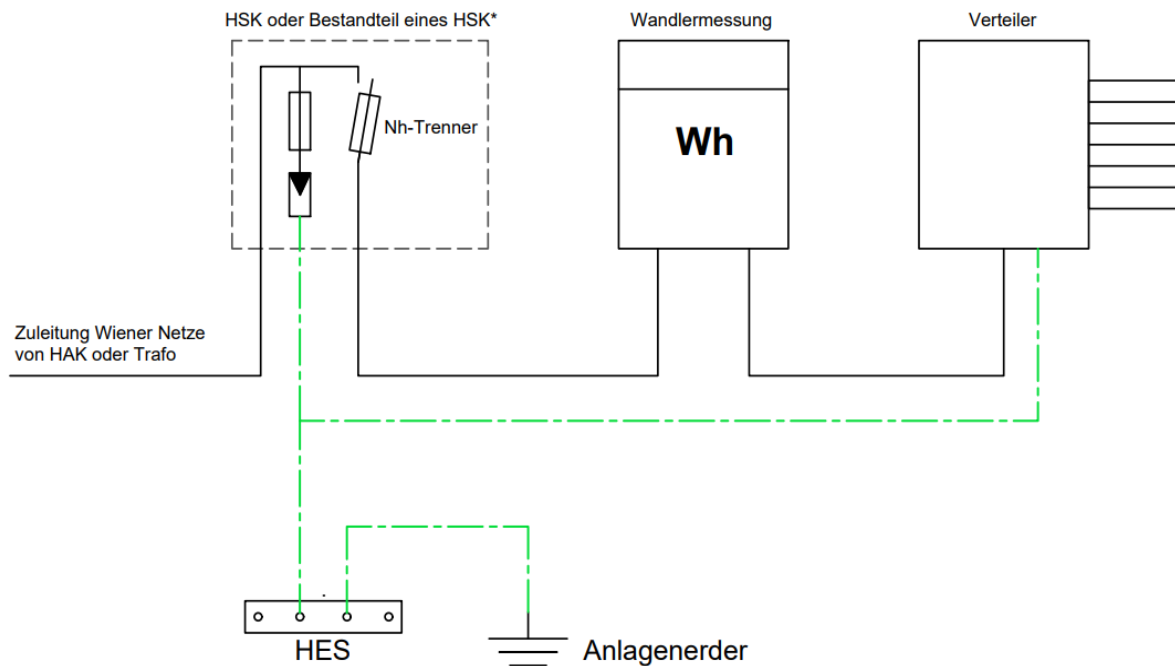 HSK oder Bestandteil eines HSK*
Wandlermessung
Verteiler
Nh-Trenner
Wh
Zuleitung Wiener Netze
von HAK oder Trafo
HES
Anlagenerder